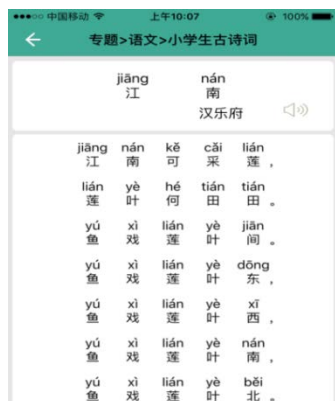 中国移动 上午10:07 100%
专题>语文>小学生古诗词
jiāng nán
江 南
汉乐府
jiāng nán kě cǎi lián
江 南 可 采 莲 ，
lián yè hé tián tián
莲 叶 何 田 田 。
yú xì lián yè jiān
鱼 戏 莲 叶 间 。
yú xì lián yè dōng
鱼 戏 莲 叶 东 ，
yú xì lián yè xī
鱼 戏 莲 叶 西 ，
yú xì lián yè nán
鱼 戏 莲 叶 南 ，
yú xì lián yè běi
鱼 戏 莲 叶 北 。